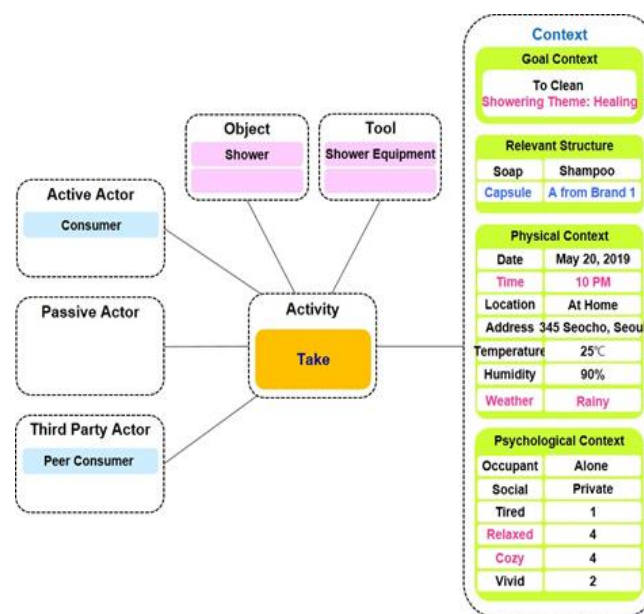 Context
Goal Context
To Clean
Showering Theme: Healing
Object
Shower
Tool
Shower Equipment
Relevant Structure
Soap Shampoo
Capsule A from Brand 1
Active Actor
Consumer
Passive Actor
Third Party Actor
Peer Consumer
Activity
Take
Physical Context
Date May 20, 2019
Time 10 PM
Location At Home
Address 345 Seocho, Seou
Temperature 25℃
Humidity 90%
Weather Rainy
Psychological Context
Occupant Alone
Social Private
Tired 1
Relaxed 4
Cozy 4
Vivid 2